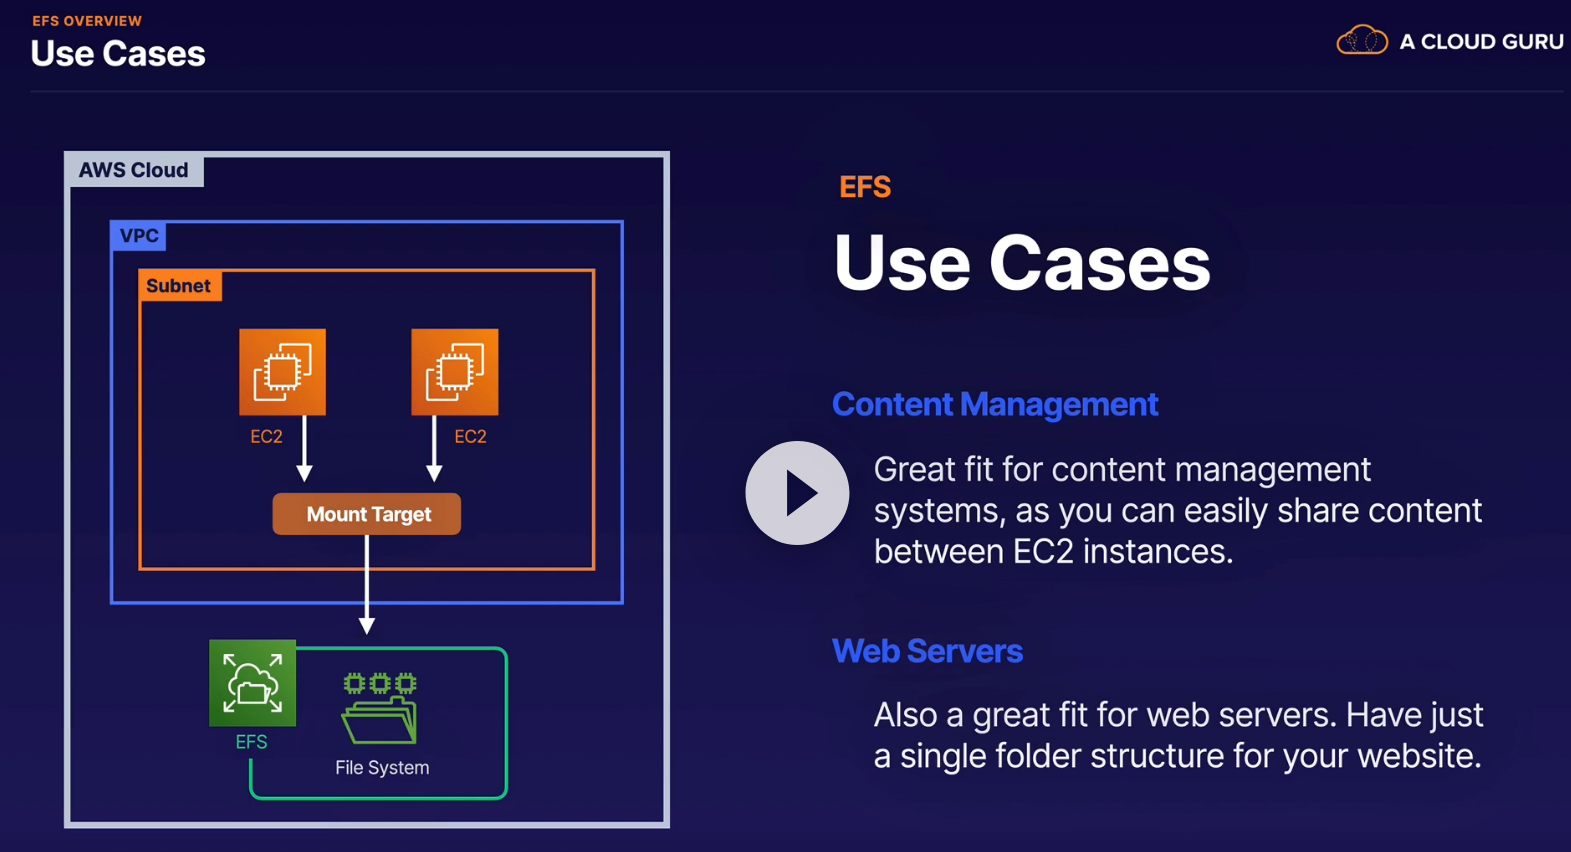 EFS OVERVIEW
Use Cases
A CLOUD GURU
AWS Cloud
VPC
Subnet
EC2
EC2
Mount Target
EFS
File System
EFS
Use Cases
Content Management
Great fit for content management
systems, as you can easily share content
between EC2 instances.
Web Servers
Also a great fit for web servers. Have just
a single folder structure for your website.